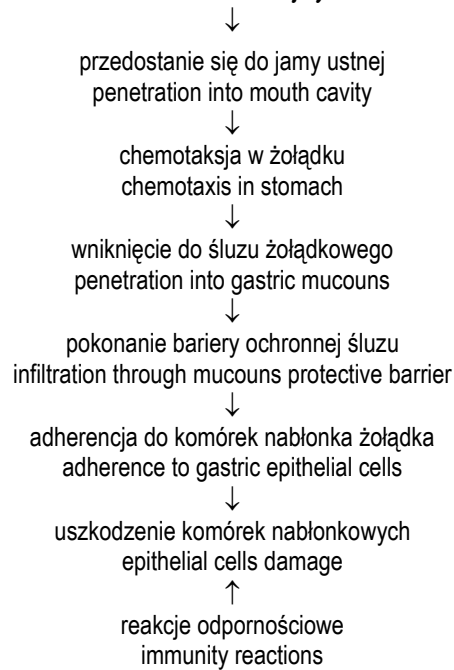 ↓
przedostanie się do jamy ustnej
penetration into mouth cavity
↓
chemotaksja w żołądku
chemotaxis in stomach
↓
wniknięcie do śluzu żołądkowego
penetration into gastric mucouns
↓
pokonanie bariery ochronnej śluzu
infiltration through mucouns protective barrier
↓
adherencja do komórek nabłonka żołądka
adherence to gastric epithelial cells
↓
uszkodzenie komórek nabłonkowych
epithelial cells damage
↑
reakcje odpornościowe
immunity reactions